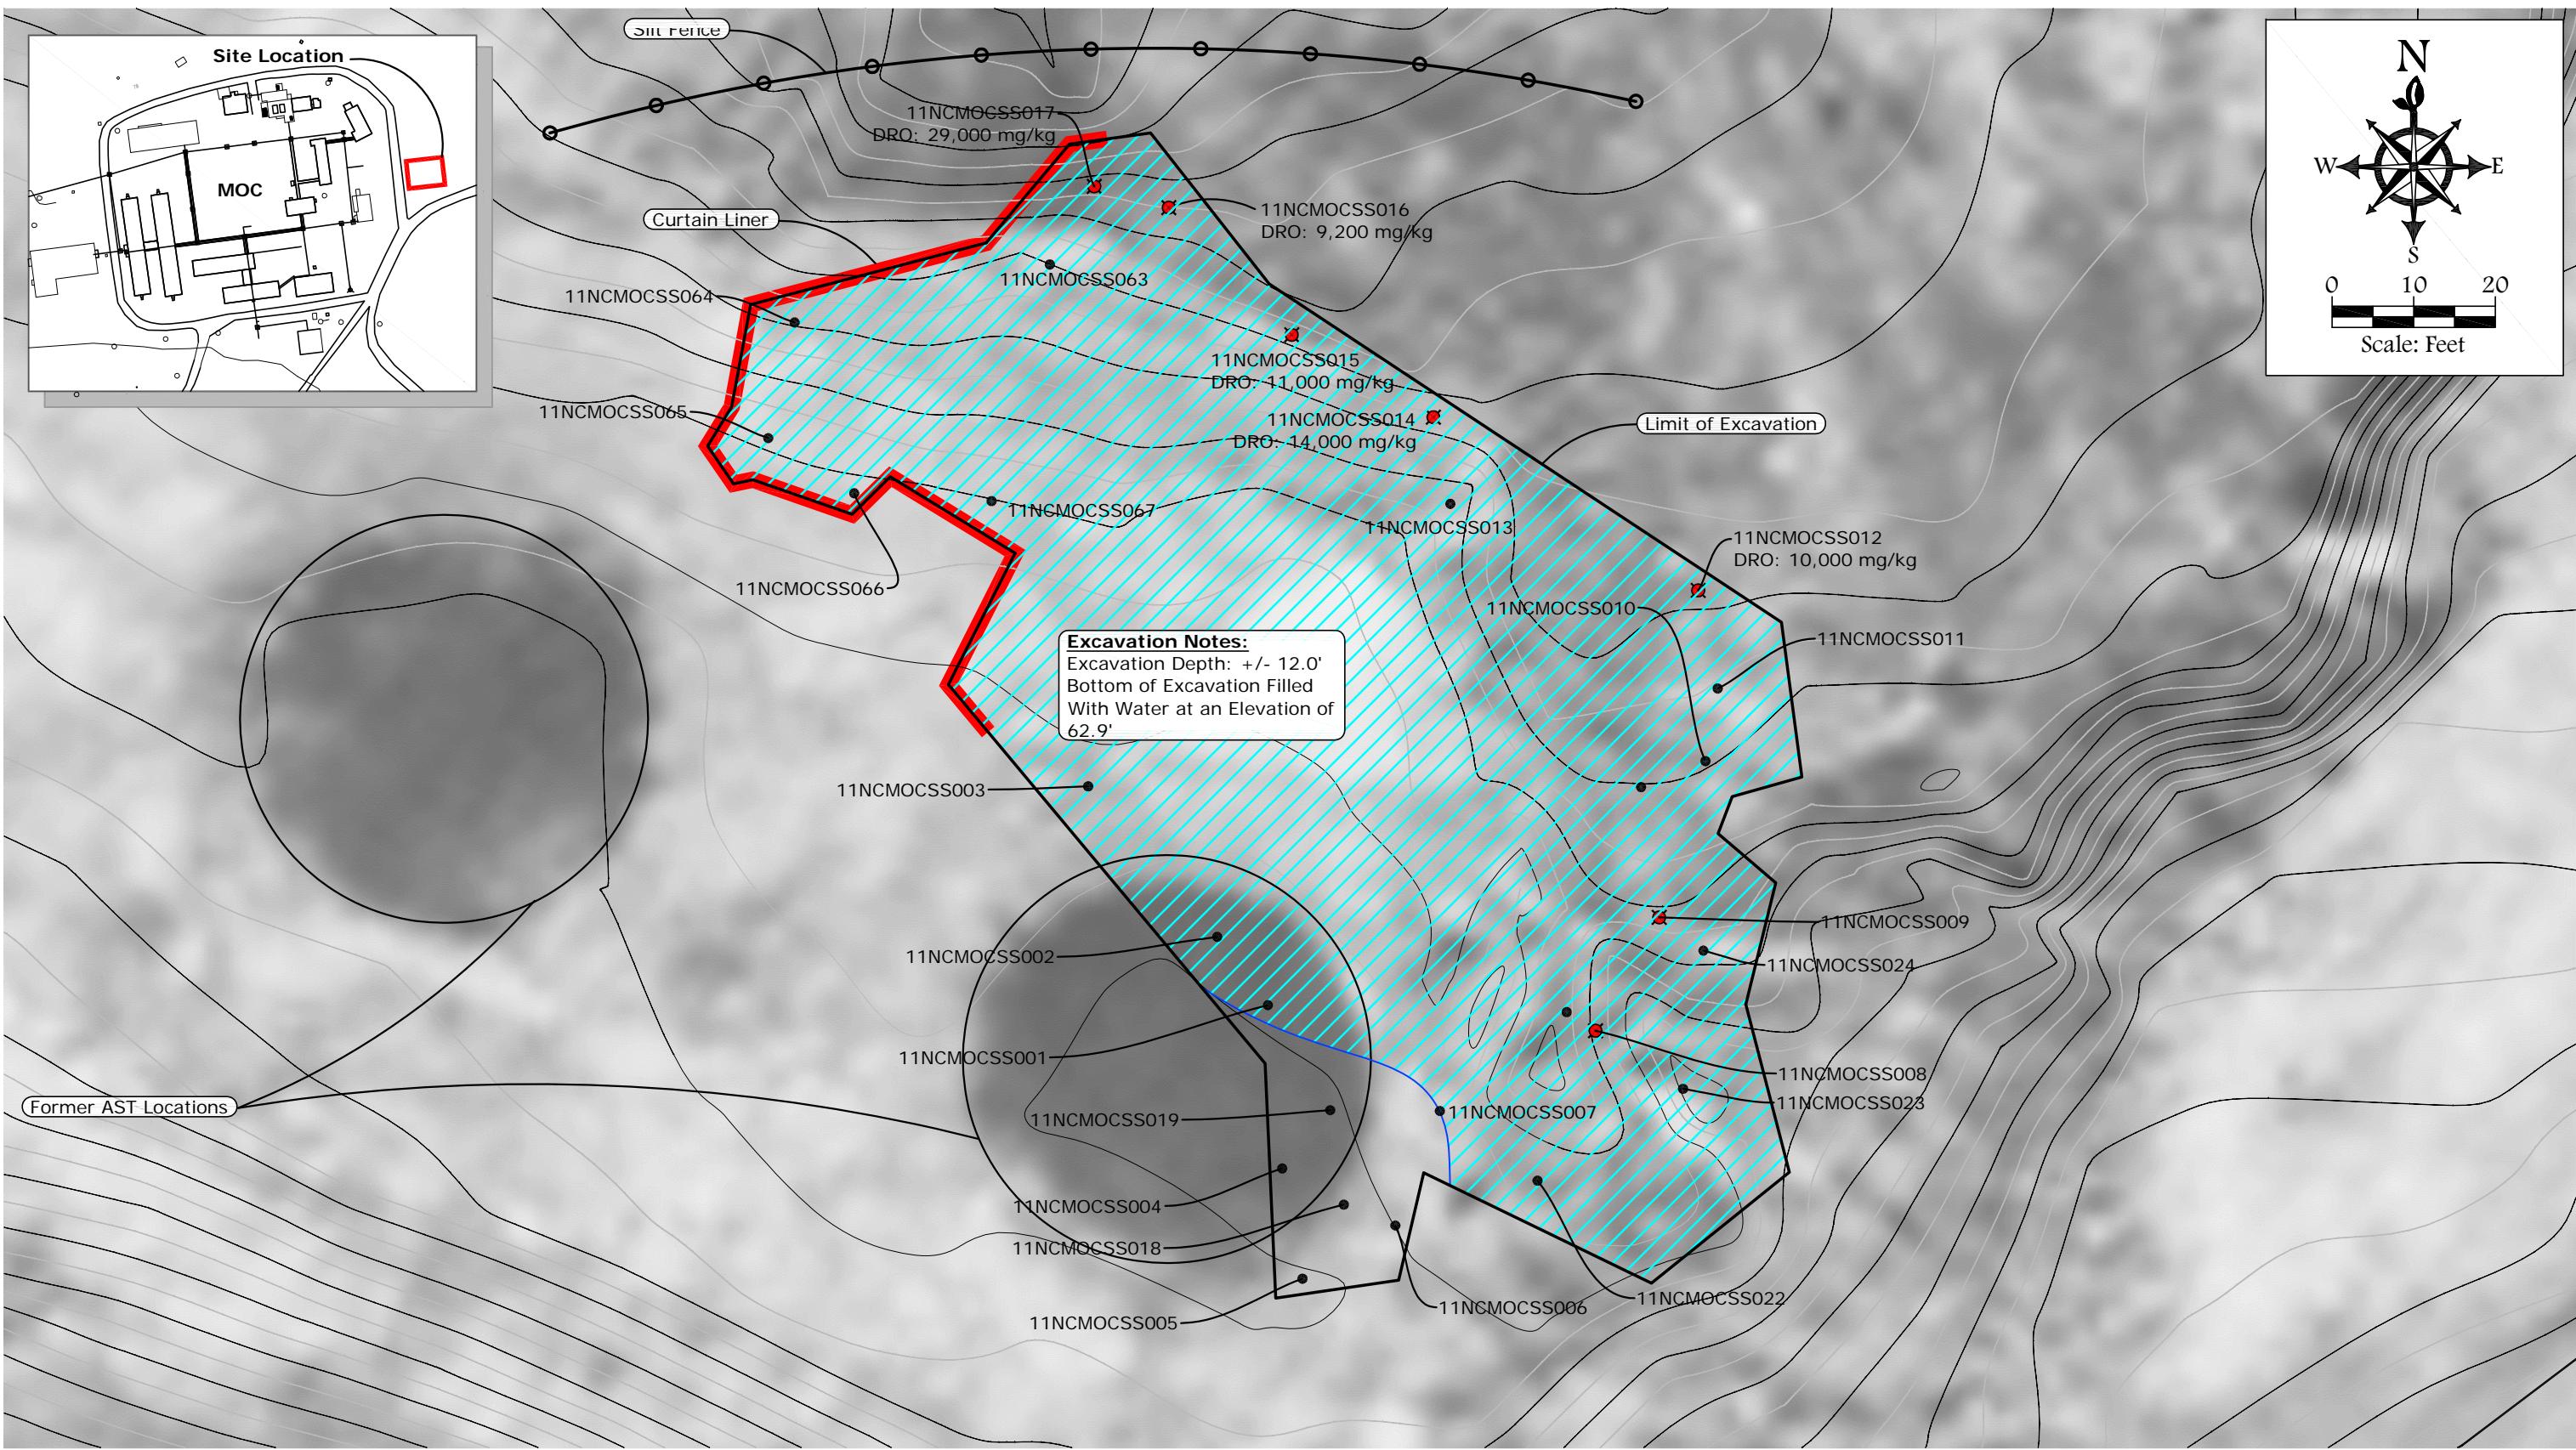 Silt Fence
Site Location
MOC
N
W
E
S
0 10 20
Scale: Feet
11NCMOCSS017
DRO: 29,000 mg/kg
11NCMOCSS016
DRO: 9,200 mg/kg
Curtain Liner
11NCMOCSS063
11NCMOCSS064
11NCMOCSS015
DRO: 11,000 mg/kg
11NCMOCSS065
11NCMOCSS014
DRO: 14,000 mg/kg
Limit of Excavation
11NCMOCSS067
11NCMOCSS013
11NCMOCSS012
DRO: 10,000 mg/kg
11NCMOCSS066
11NCMOCSS010
11NCMOCSS011
Excavation Notes:
Excavation Depth: +/- 12.0'
Bottom of Excavation Filled
With Water at an Elevation of
62.9'
11NCMOCSS003
11NCMOCSS009
11NCMOCSS002
11NCMOCSS024
11NCMOCSS001
11NCMOCSS008
Former AST Locations
11NCMOCSS023
11NCMOCSS019
11NCMOCSS007
11NCMOCSS004
11NCMOCSS018
11NCMOCSS022
11NCMOCSS006
11NCMOCSS005